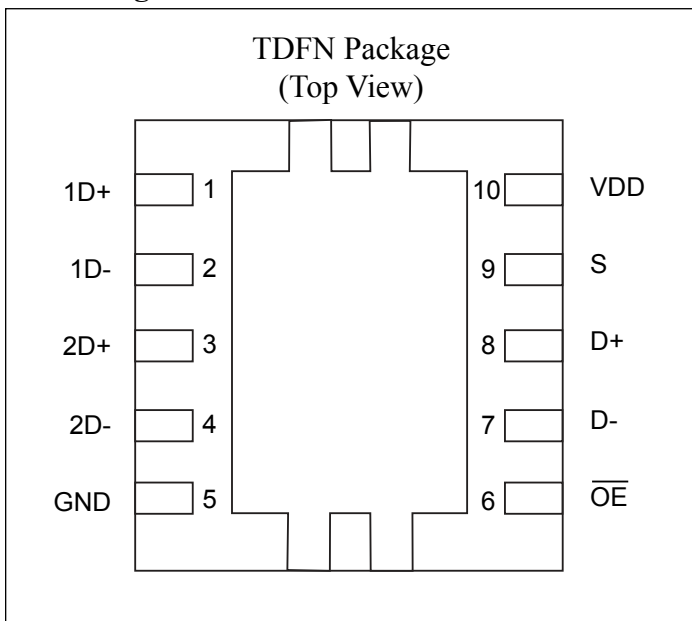 TDFN Package
(Top View)
1D+ 1 10 VDD
1D- 2 9 S
2D+ 3 8 D+
2D- 4 7 D-
GND 5 6 O̅E̅